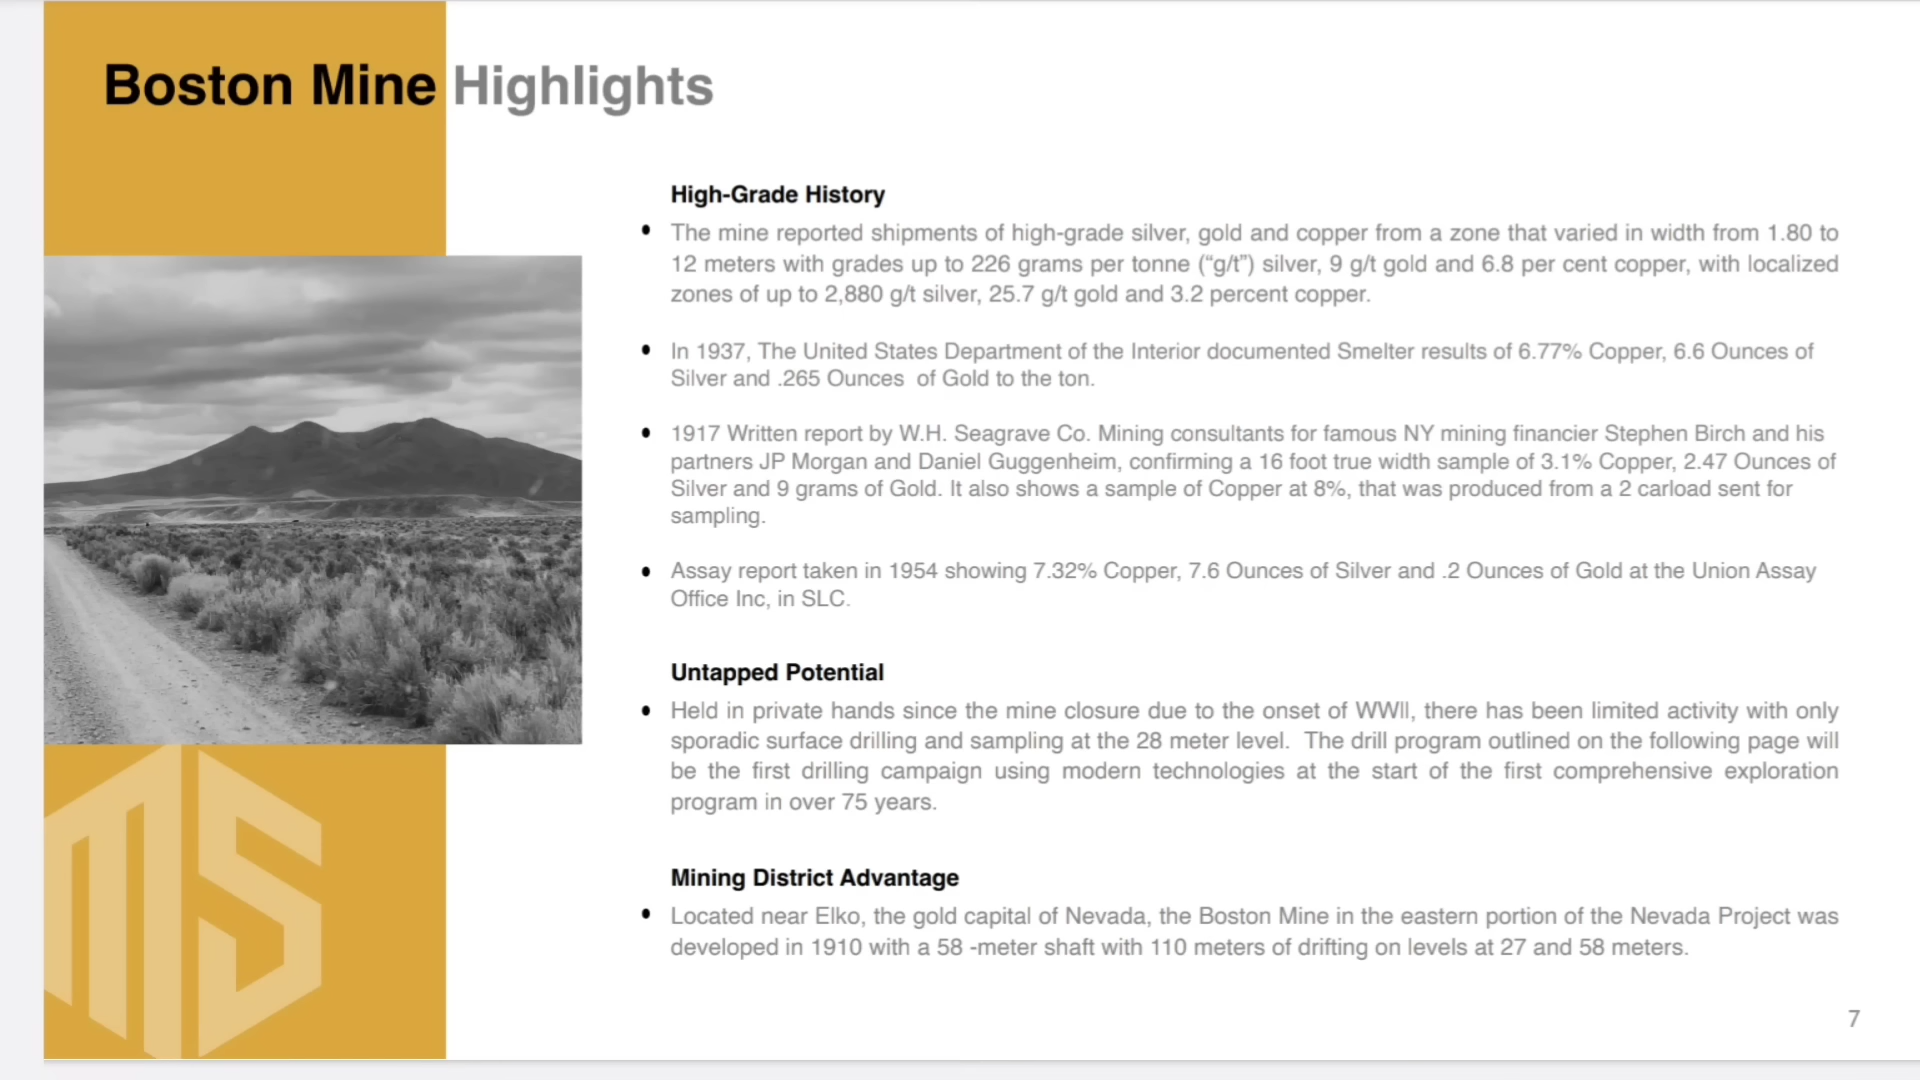 Boston Mine Highlights
High-Grade History
• The mine reported shipments of high-grade silver, gold and copper from a zone that varied in width from 1.80 to
12 meters with grades up to 226 grams per tonne (“g/t”) silver, 9 g/t gold and 6.8 per cent copper, with localized
zones of up to 2,880 g/t silver, 25.7 g/t gold and 3.2 percent copper.
• In 1937, The United States Department of the Interior documented Smelter results of 6.77% Copper, 6.6 Ounces of
Silver and .265 Ounces  of Gold to the ton.
• 1917 Written report by W.H. Seagrave Co. Mining consultants for famous NY mining financier Stephen Birch and his
partners JP Morgan and Daniel Guggenheim, confirming a 16 foot true width sample of 3.1% Copper, 2.47 Ounces of
Silver and 9 grams of Gold. It also shows a sample of Copper at 8%, that was produced from a 2 carload sent for
sampling.
• Assay report taken in 1954 showing 7.32% Copper, 7.6 Ounces of Silver and .2 Ounces of Gold at the Union Assay
Office Inc, in SLC.
Untapped Potential
• Held in private hands since the mine closure due to the onset of WWII, there has been limited activity with only
sporadic surface drilling and sampling at the 28 meter level.  The drill program outlined on the following page will
be the first drilling campaign using modern technologies at the start of the first comprehensive exploration
program in over 75 years.
Mining District Advantage
• Located near Elko, the gold capital of Nevada, the Boston Mine in the eastern portion of the Nevada Project was
developed in 1910 with a 58 -meter shaft with 110 meters of drifting on levels at 27 and 58 meters.
MS
7